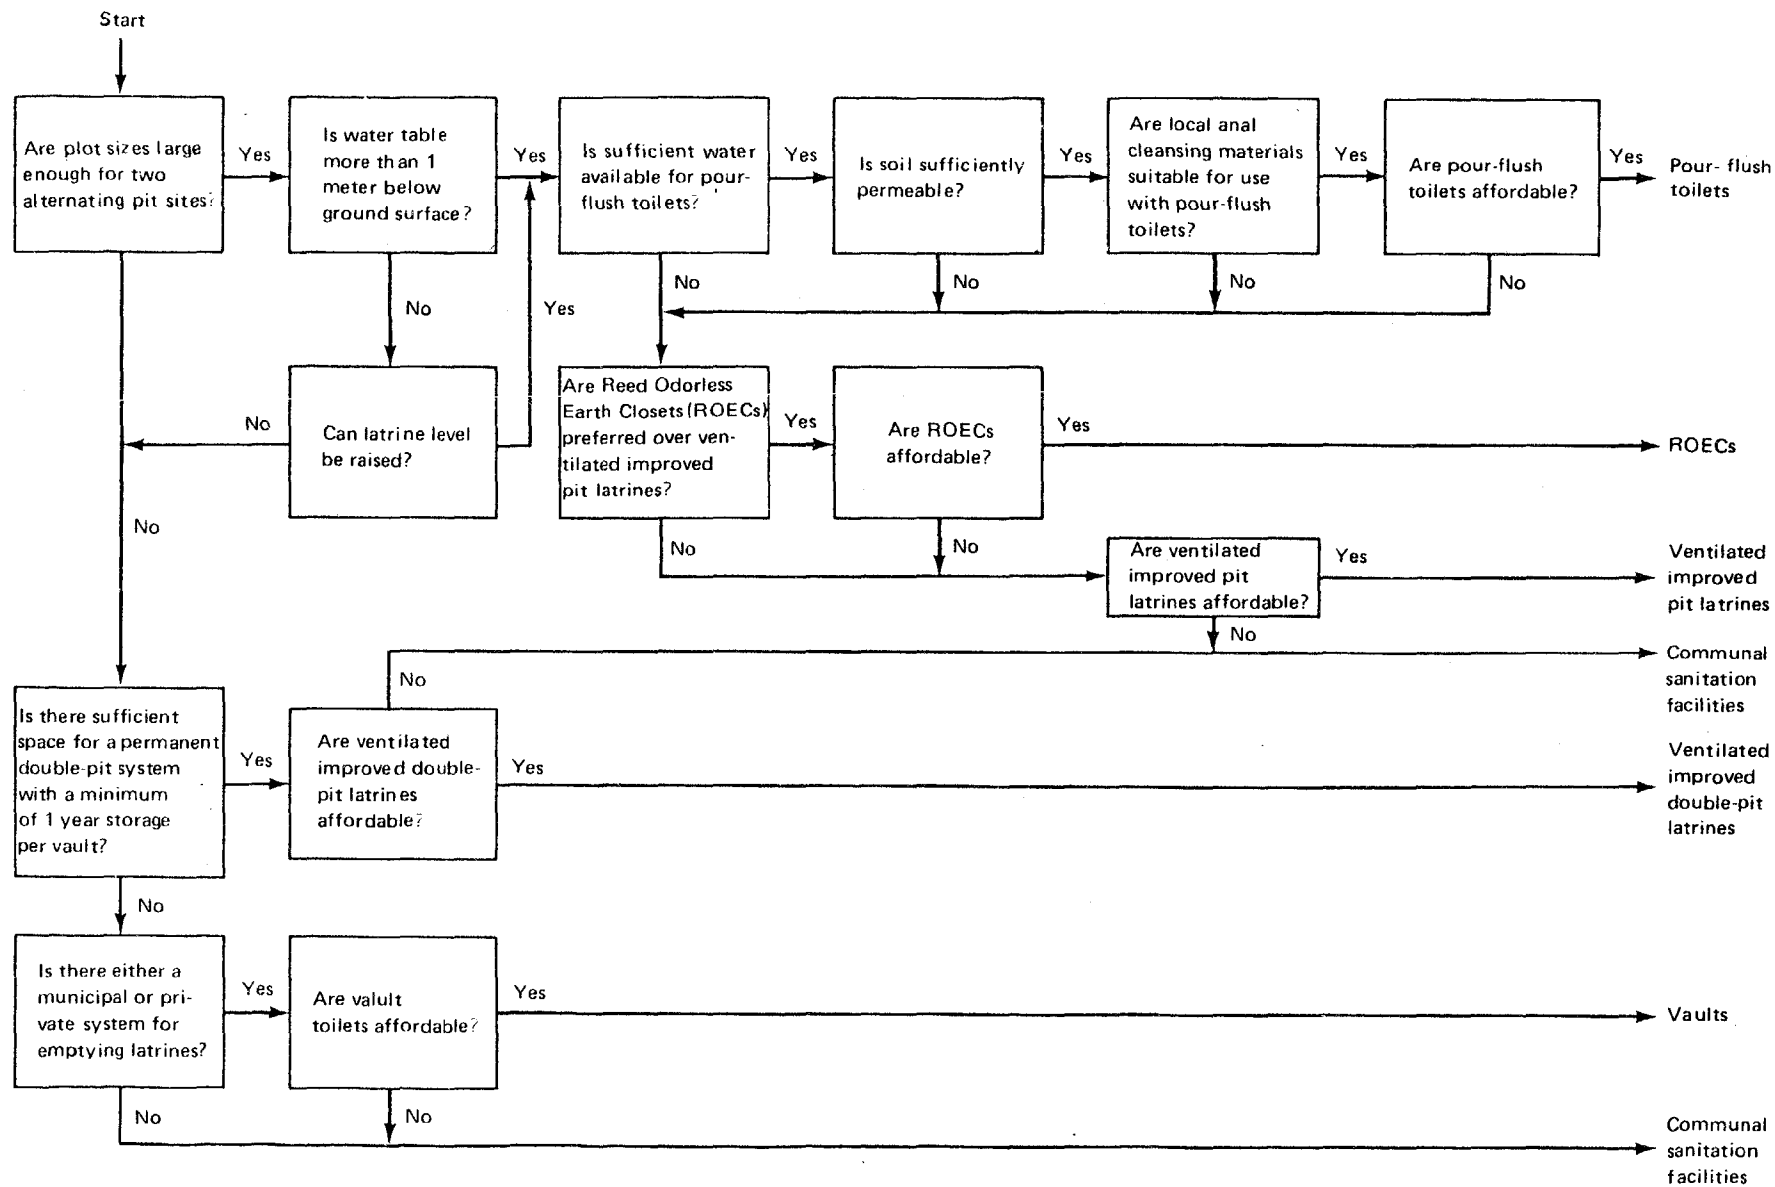 Start
Are plot sizes large
enough for two
alternating pit sites?
Yes
Is water table
more than 1
meter below
ground surface?
Yes
Is sufficient water
available for pour-
flush toilets?
Yes
Is soil sufficiently
permeable?
Yes
Are local anal
cleansing materials
suitable for use
with pour-flush
toilets?
Yes
Are pour-flush
toilets affordable?
Yes
Pour- flush
toilets
No
No
No
No
No
Yes
Can latrine level
be raised?
No
No
Are Reed Odorless
Earth Closets (ROECs)
preferred over ven-
tilated improved
pit latrines?
Yes
Are ROECs
affordable?
Yes
ROECs
No
No
Are ventilated
improved pit
latrines affordable?
Yes
Ventilated
improved
pit latrines
No
Communal
sanitation
facilities
No
Is there sufficient
space for a permanent
double-pit system
with a minimum
of 1 year storage
per vault?
Yes
Are ventilated
improved double-
pit latrines
affordable?
Yes
Ventilated
improved
double-pit
latrines
No
Is there either a
municipal or pri-
vate system for
emptying latrines?
Yes
Are valult
toilets affordable?
Yes
Vaults
No
No
Communal
sanitation
facilities